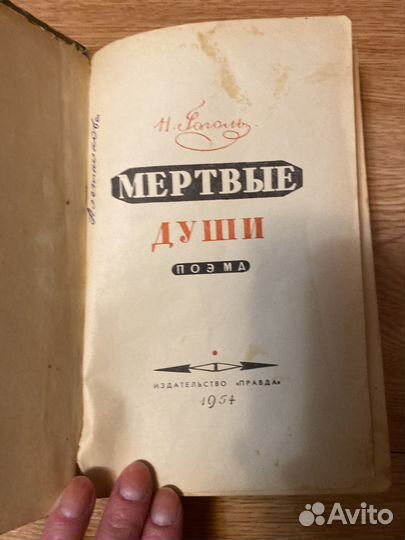 Н. Гоголь
МЕРТВЫЕ
ДУШИ
ПОЭМА
ИЗДАТЕЛЬСТВО «ПРАВДА»
1954
Avito